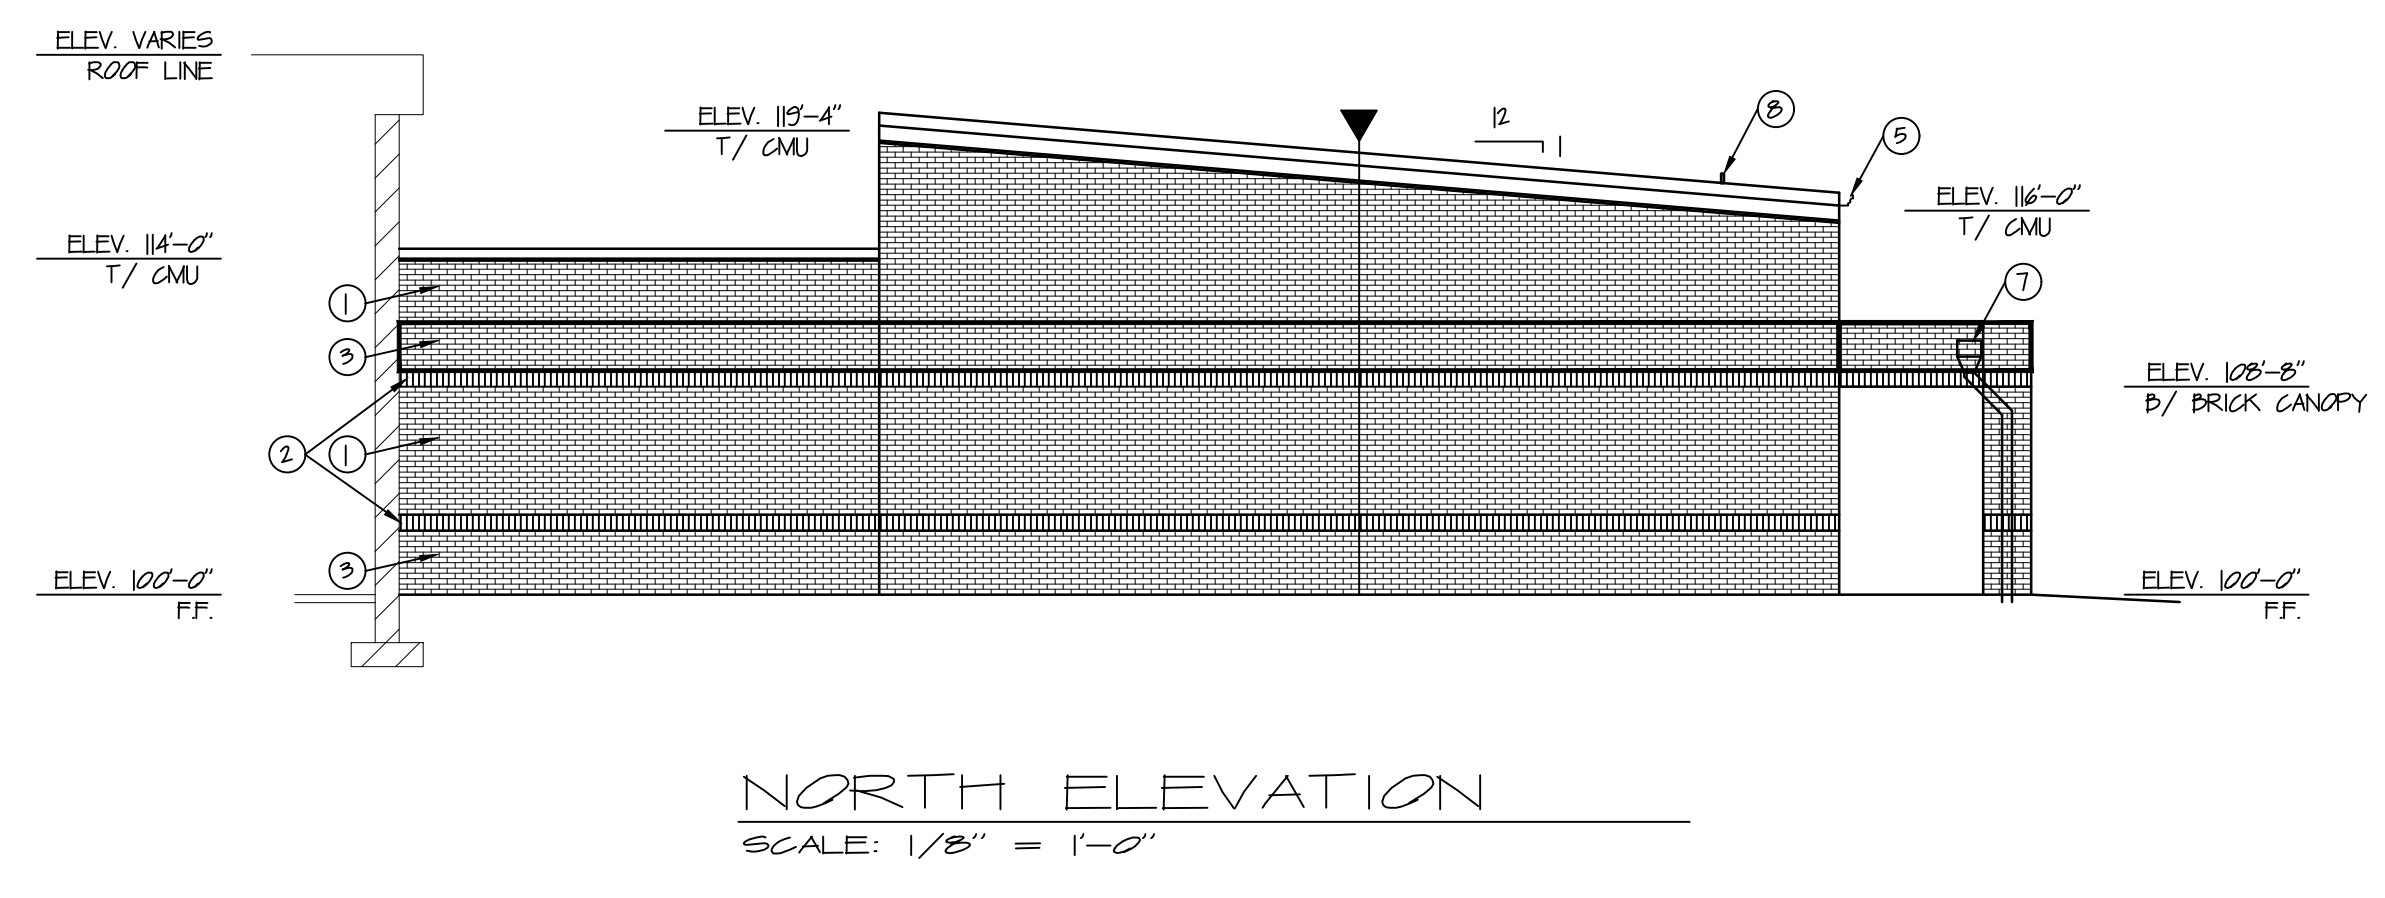 ELEV. VARIES
ROOF LINE
ELEV. 119'-4"
T/ CMU
12
1
8
5
ELEV. 116'-0"
T/ CMU
ELEV. 114'-0"
T/ CMU
7
1
3
ELEV. 108'-8"
B/ BRICK CANOPY
2
1
3
ELEV. 100'-0"
F.F.
ELEV. 100'-0"
F.F.
NORTH ELEVATION
SCALE: 1/8" = 1'-0"